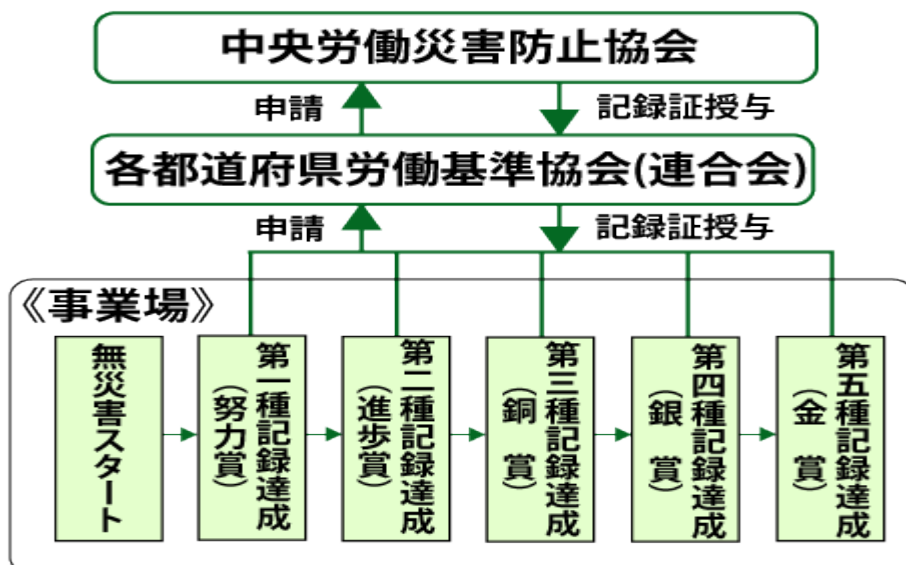 中央労働災害防止協会
申請
記録証授与
各都道府県労働基準協会(連合会)
申請
記録証授与
《事業場》
無災害スタート
第一種記録達成
(努力賞)
第二種記録達成
(進歩賞)
第三種記録達成
(銅 賞)
第四種記録達成
(銀 賞)
第五種記録達成
(金 賞)